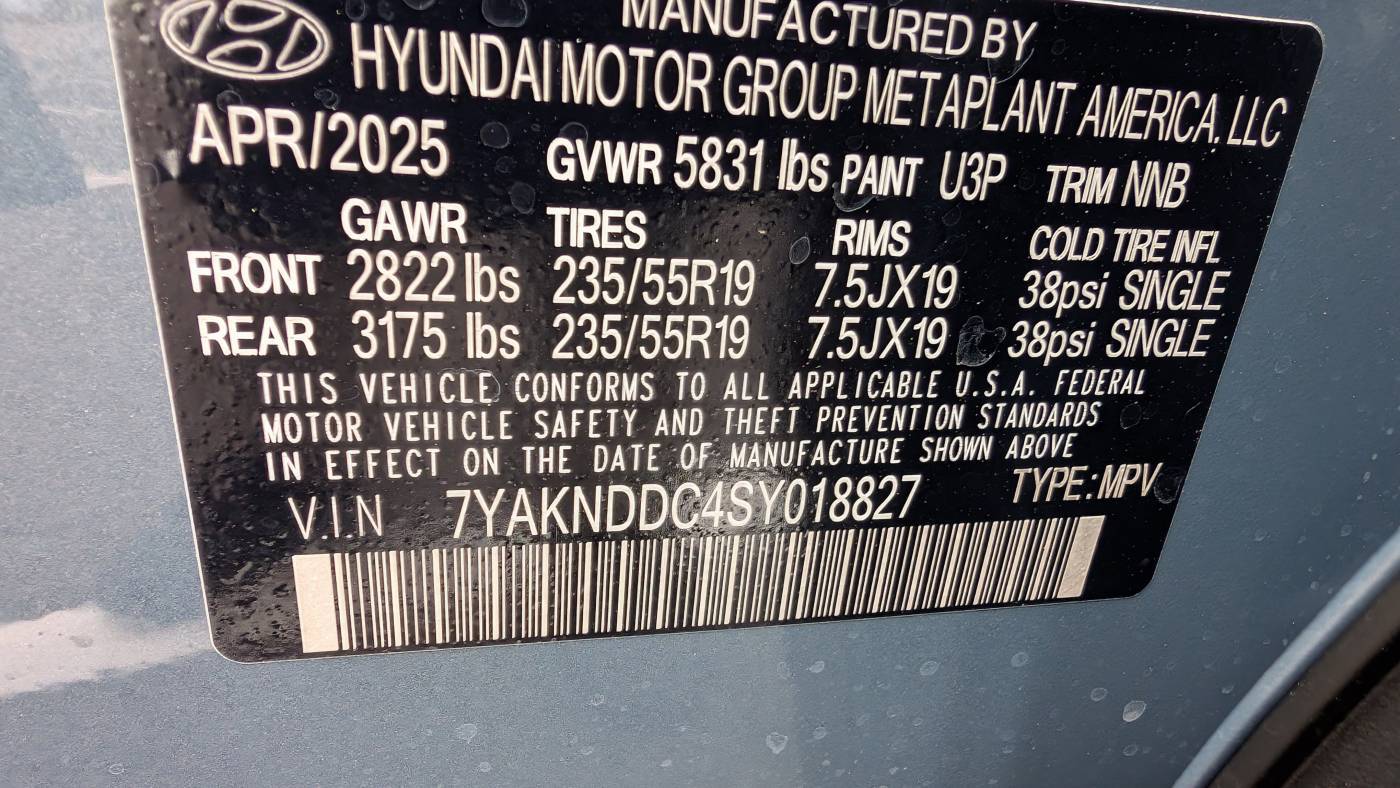 MANUFACTURED BY
HYUNDAI MOTOR GROUP METAPLANT AMERICA, LLC
APR/2025 GVWR 5831 lbs PAINT U3P TRIM NNB
GAWR TIRES RIMS COLD TIRE INFL
FRONT 2822 lbs 235/55R19 7.5JX19 38psi SINGLE
REAR 3175 lbs 235/55R19 7.5JX19 38psi SINGLE
THIS VEHICLE CONFORMS TO ALL APPLICABLE U.S.A. FEDERAL
MOTOR VEHICLE SAFETY AND THEFT PREVENTION STANDARDS
IN EFFECT ON THE DATE OF MANUFACTURE SHOWN ABOVE
V.I.N 7YAKNDDC4SY018827 TYPE:MPV